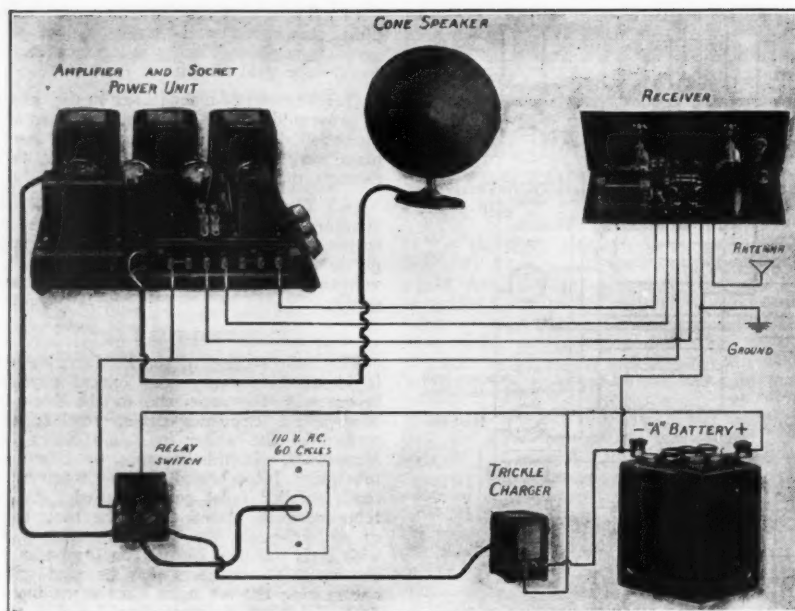 CONE SPEAKER
AMPLIFIER AND SOCKET
POWER UNIT
RECEIVER
ANTENNA
GROUND
RELAY
SWITCH
110 V. A.C.
60 CYCLES
TRICKLE
CHARGER
- "A" BATTERY +